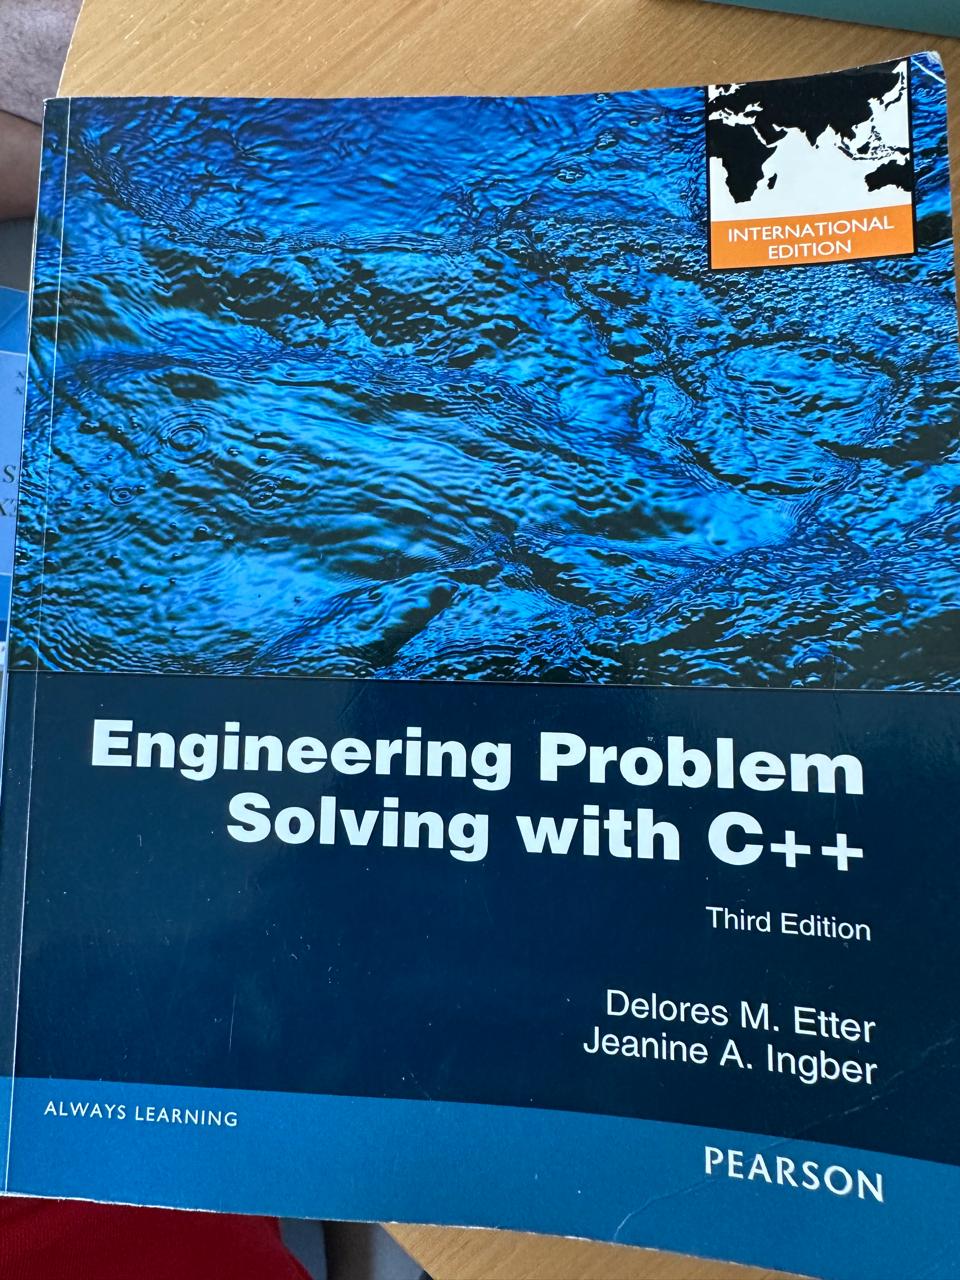 INTERNATIONAL
EDITION
Engineering Problem
Solving with C++
Third Edition
Delores M. Etter
Jeanine A. Ingber
ALWAYS LEARNING
PEARSON